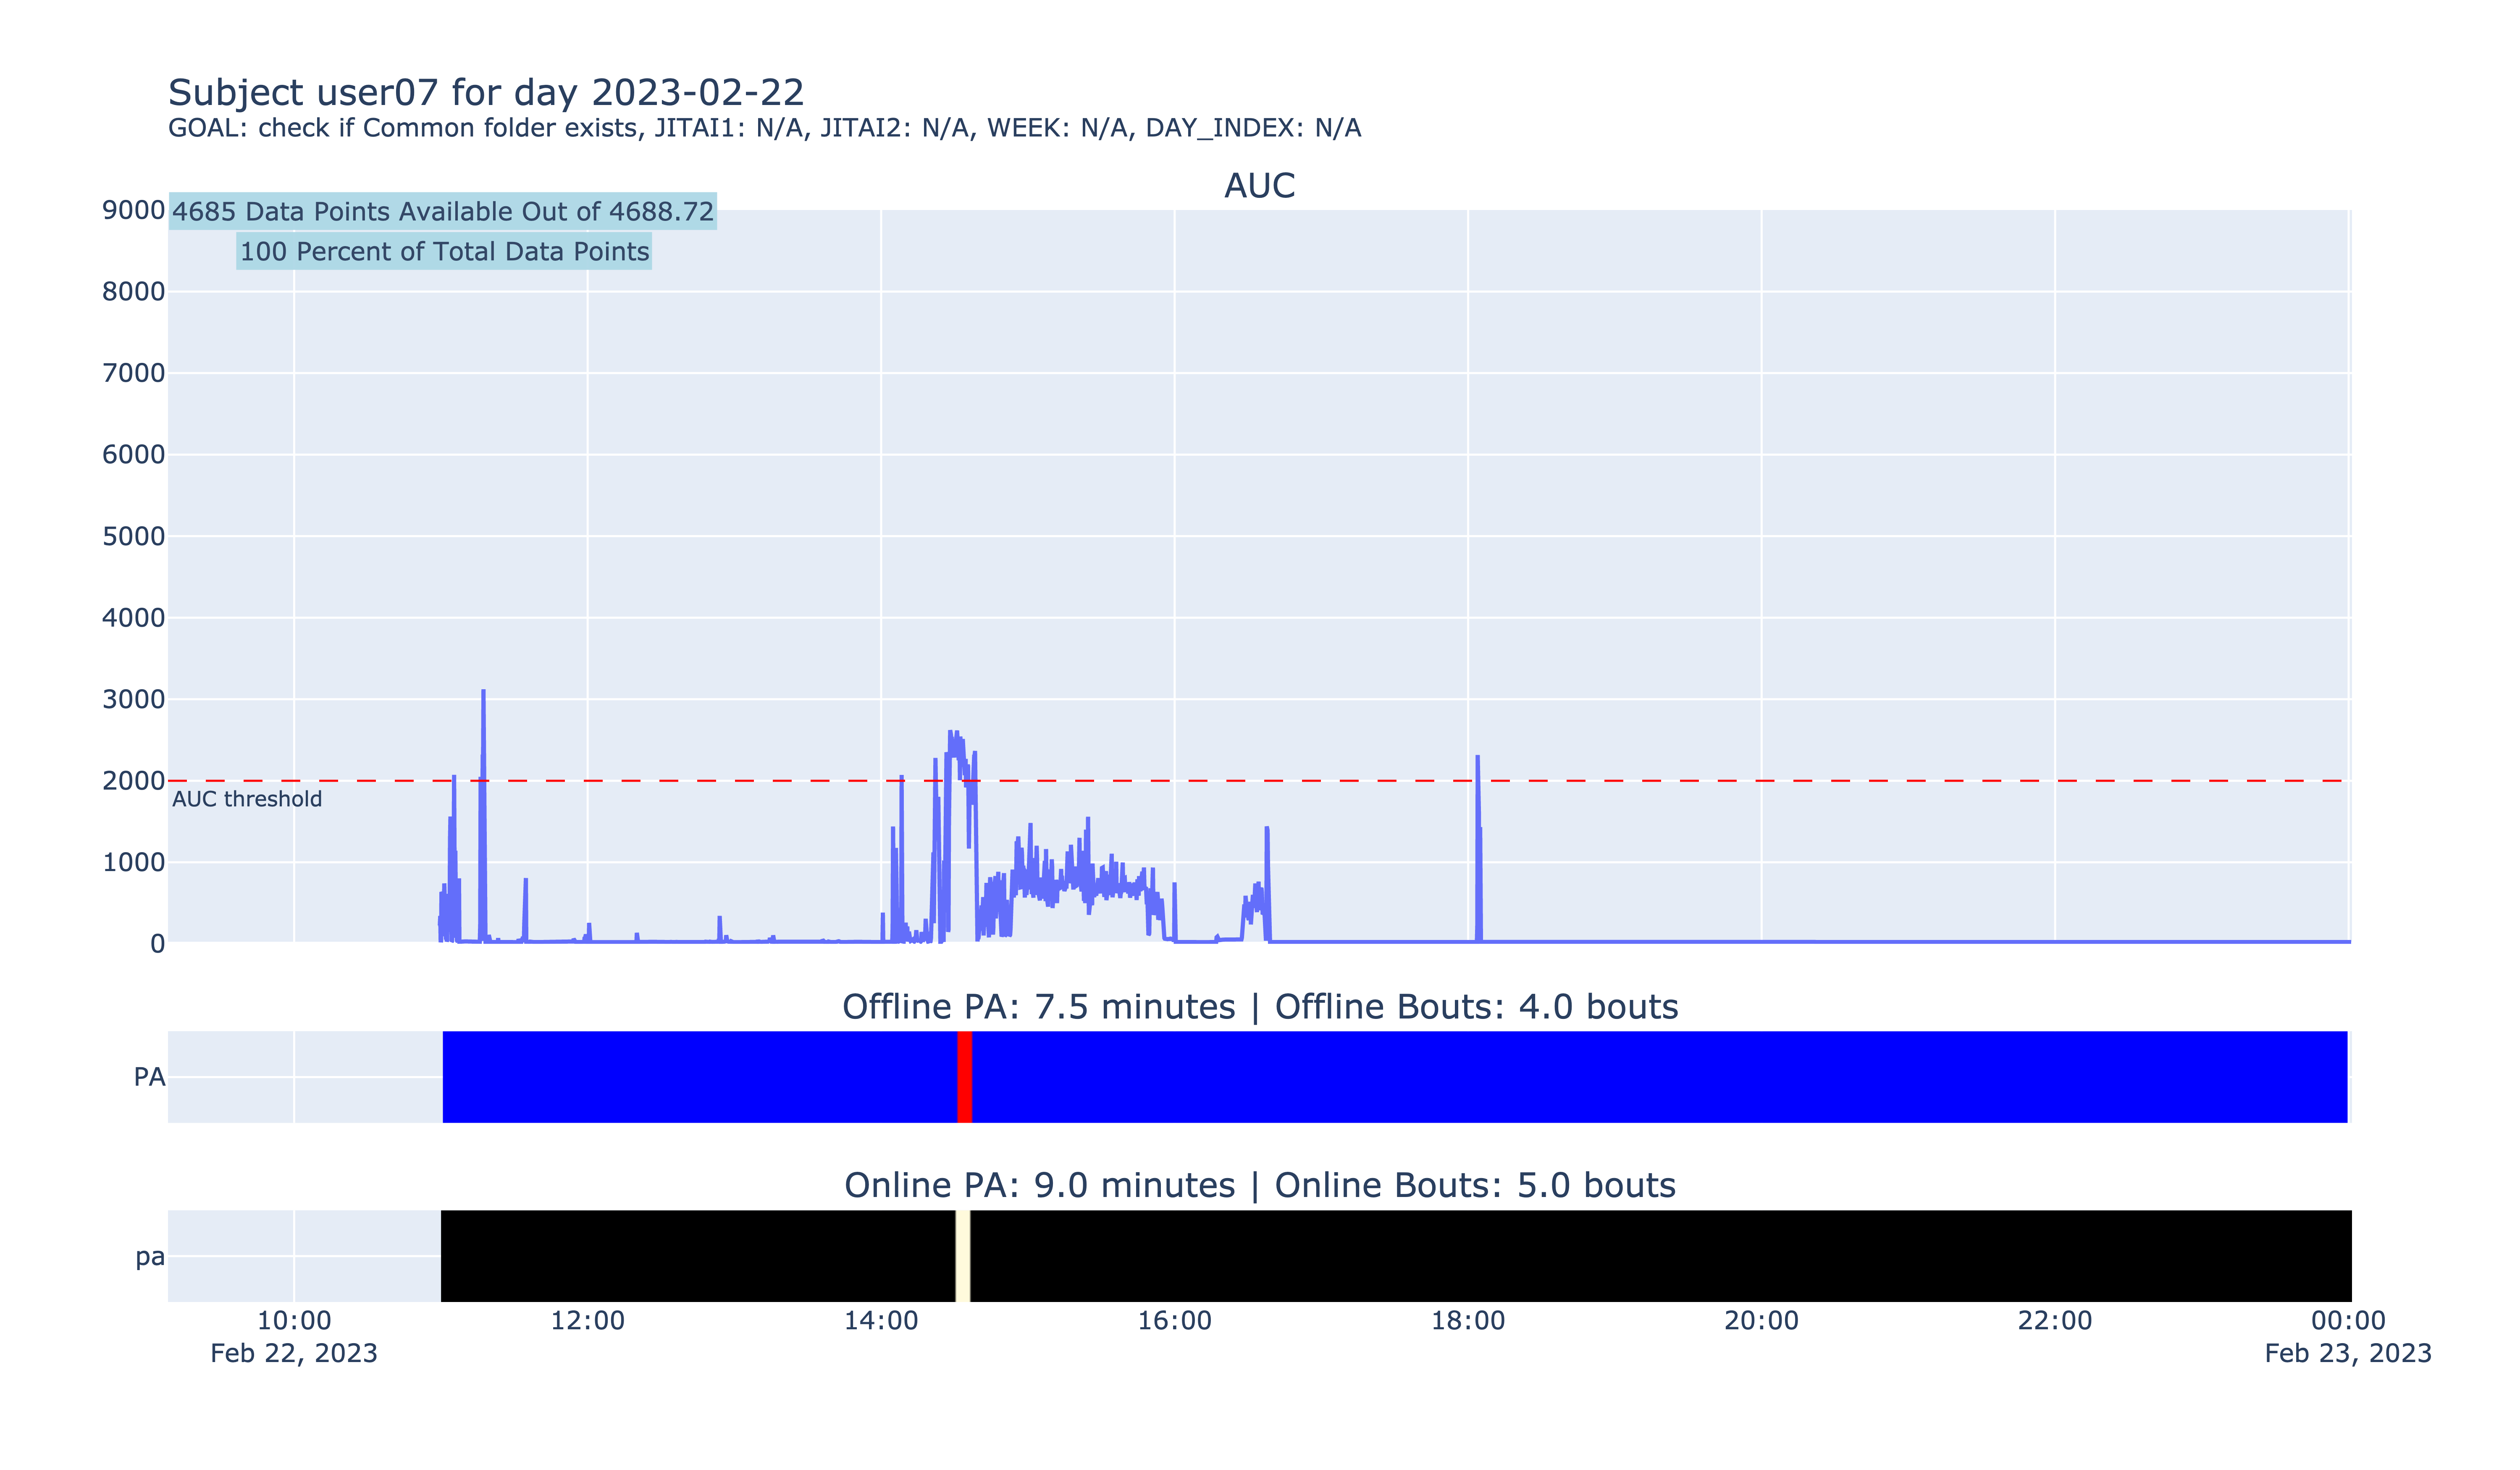 Subject user07 for day 2023-02-22
GOAL: check if Common folder exists, JITAI1: N/A, JITAI2: N/A, WEEK: N/A, DAY_INDEX: N/A
AUC
4685 Data Points Available Out of 4688.72
100 Percent of Total Data Points
9000
8000
7000
6000
5000
4000
3000
2000
AUC threshold
1000
0
Offline PA: 7.5 minutes | Offline Bouts: 4.0 bouts
PA
Online PA: 9.0 minutes | Online Bouts: 5.0 bouts
pa
10:00 12:00 14:00 16:00 18:00 20:00 22:00 00:00
Feb 22, 2023 Feb 23, 2023